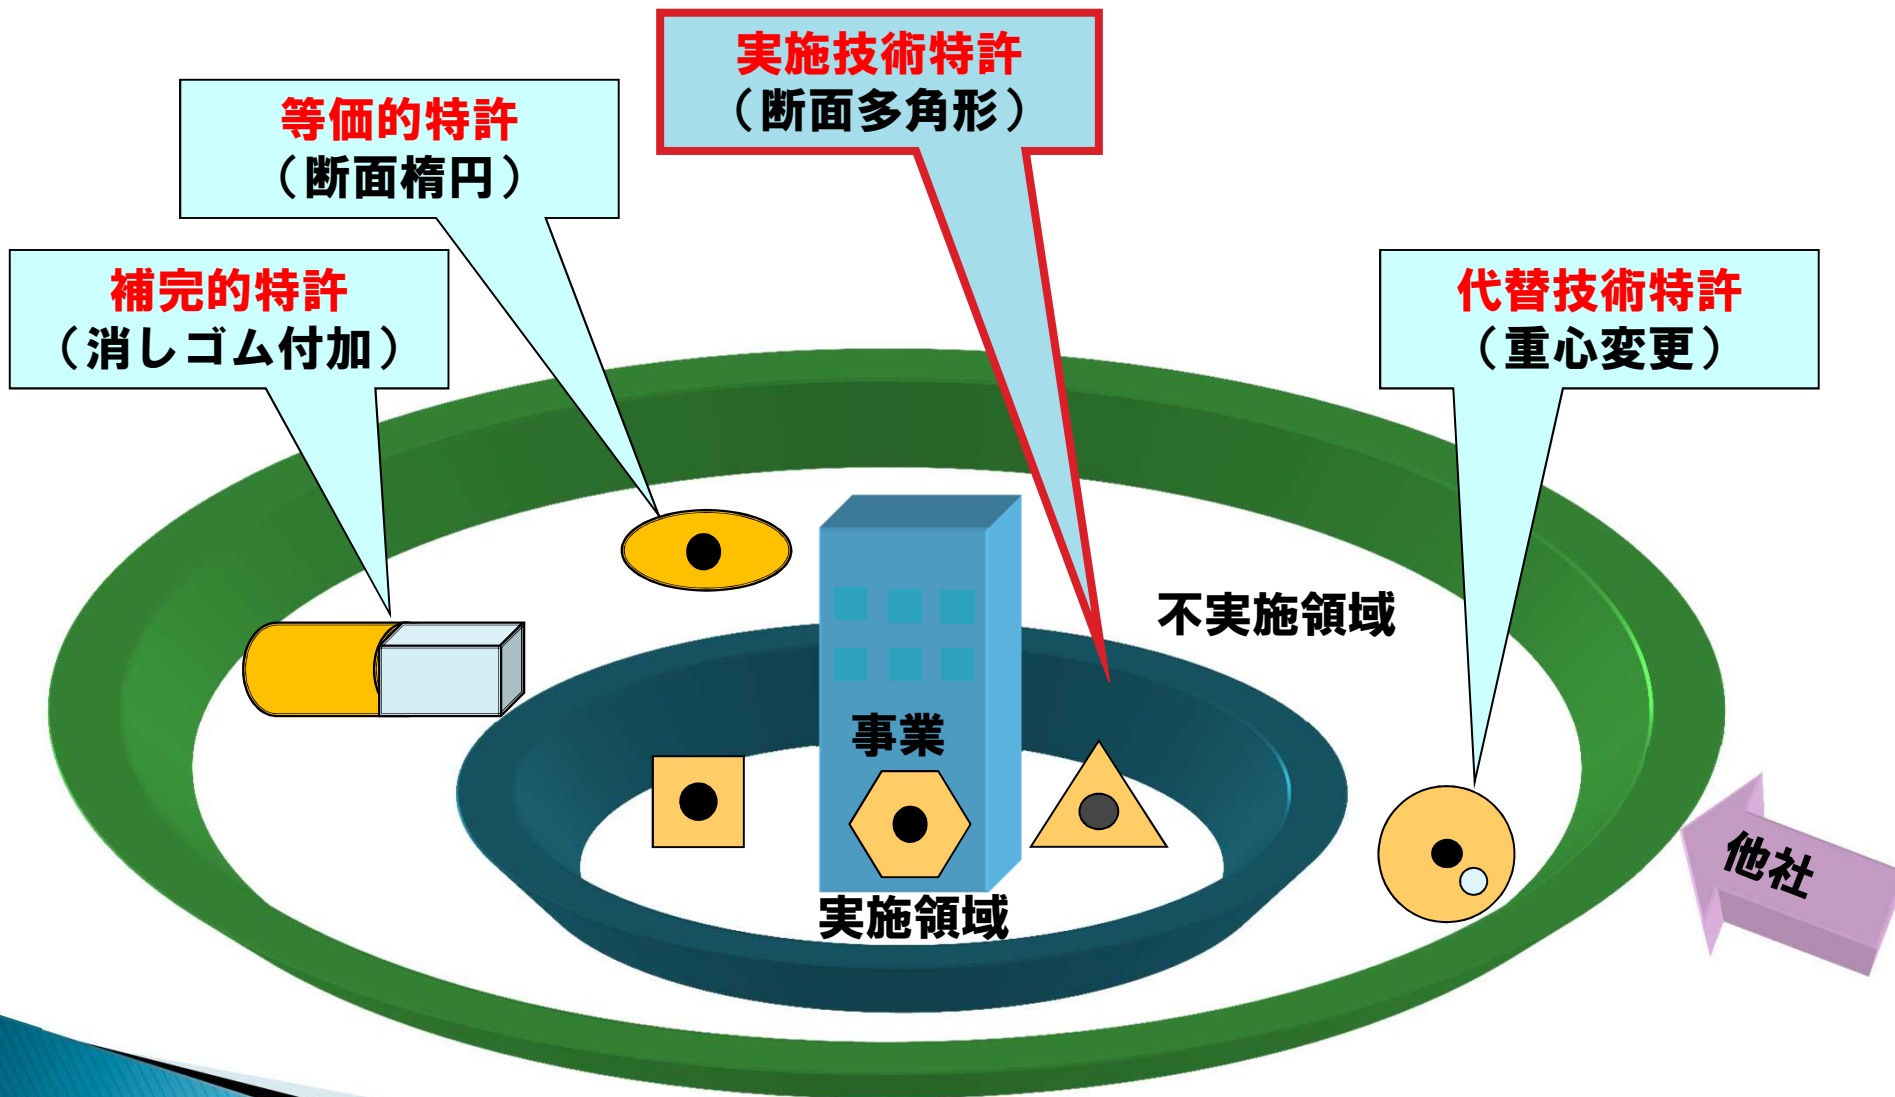 実施技術特許
（断面多角形）
等価的特許
（断面楕円）
補完的特許
（消しゴム付加）
代替技術特許
（重心変更）
不実施領域
事業
実施領域
他社